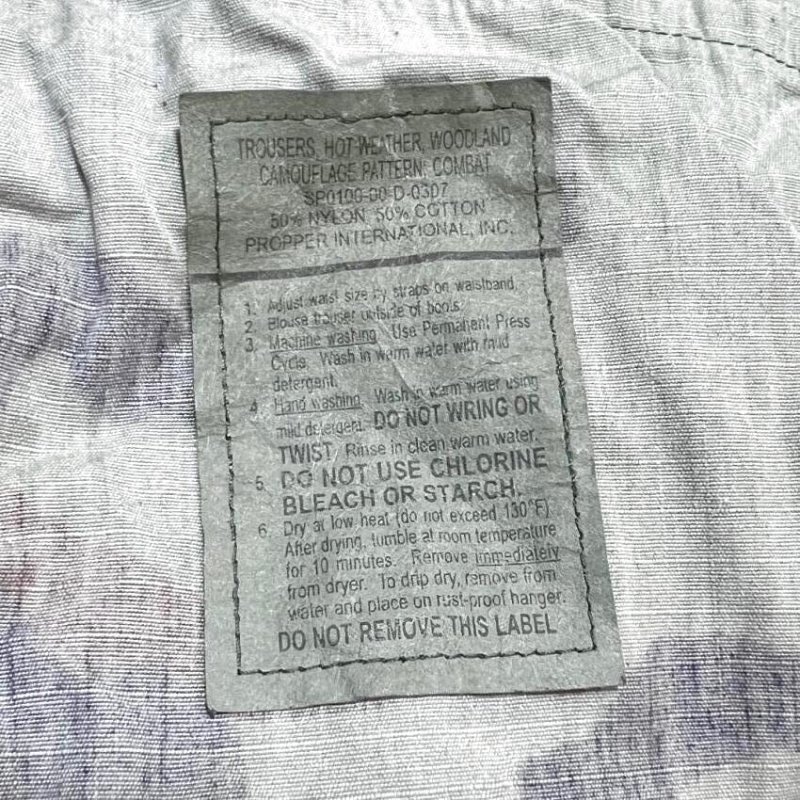 TROUSERS, HOT WEATHER, WOODLAND
CAMOUFLAGE PATTERN: COMBAT
SP0100-00-D-0307
50% NYLON, 50% COTTON
PROPPER INTERNATIONAL, INC.
1. Adjust waist size by straps on waistband.
2. Blouse trouser outside of boots.
3. Machine washing. Use Permanent Press
Cycle. Wash in warm water with mild
detergent.
4. Hand washing. Wash in warm water using
mild detergent. DO NOT WRING OR
TWIST. Rinse in clean warm water.
5. DO NOT USE CHLORINE
BLEACH OR STARCH.
6. Dry at low heat (do not exceed 130°F)
After drying, tumble at room temperature
for 10 minutes. Remove immediately
from dryer. To drip dry, remove from
water and place on rust-proof hanger.
DO NOT REMOVE THIS LABEL